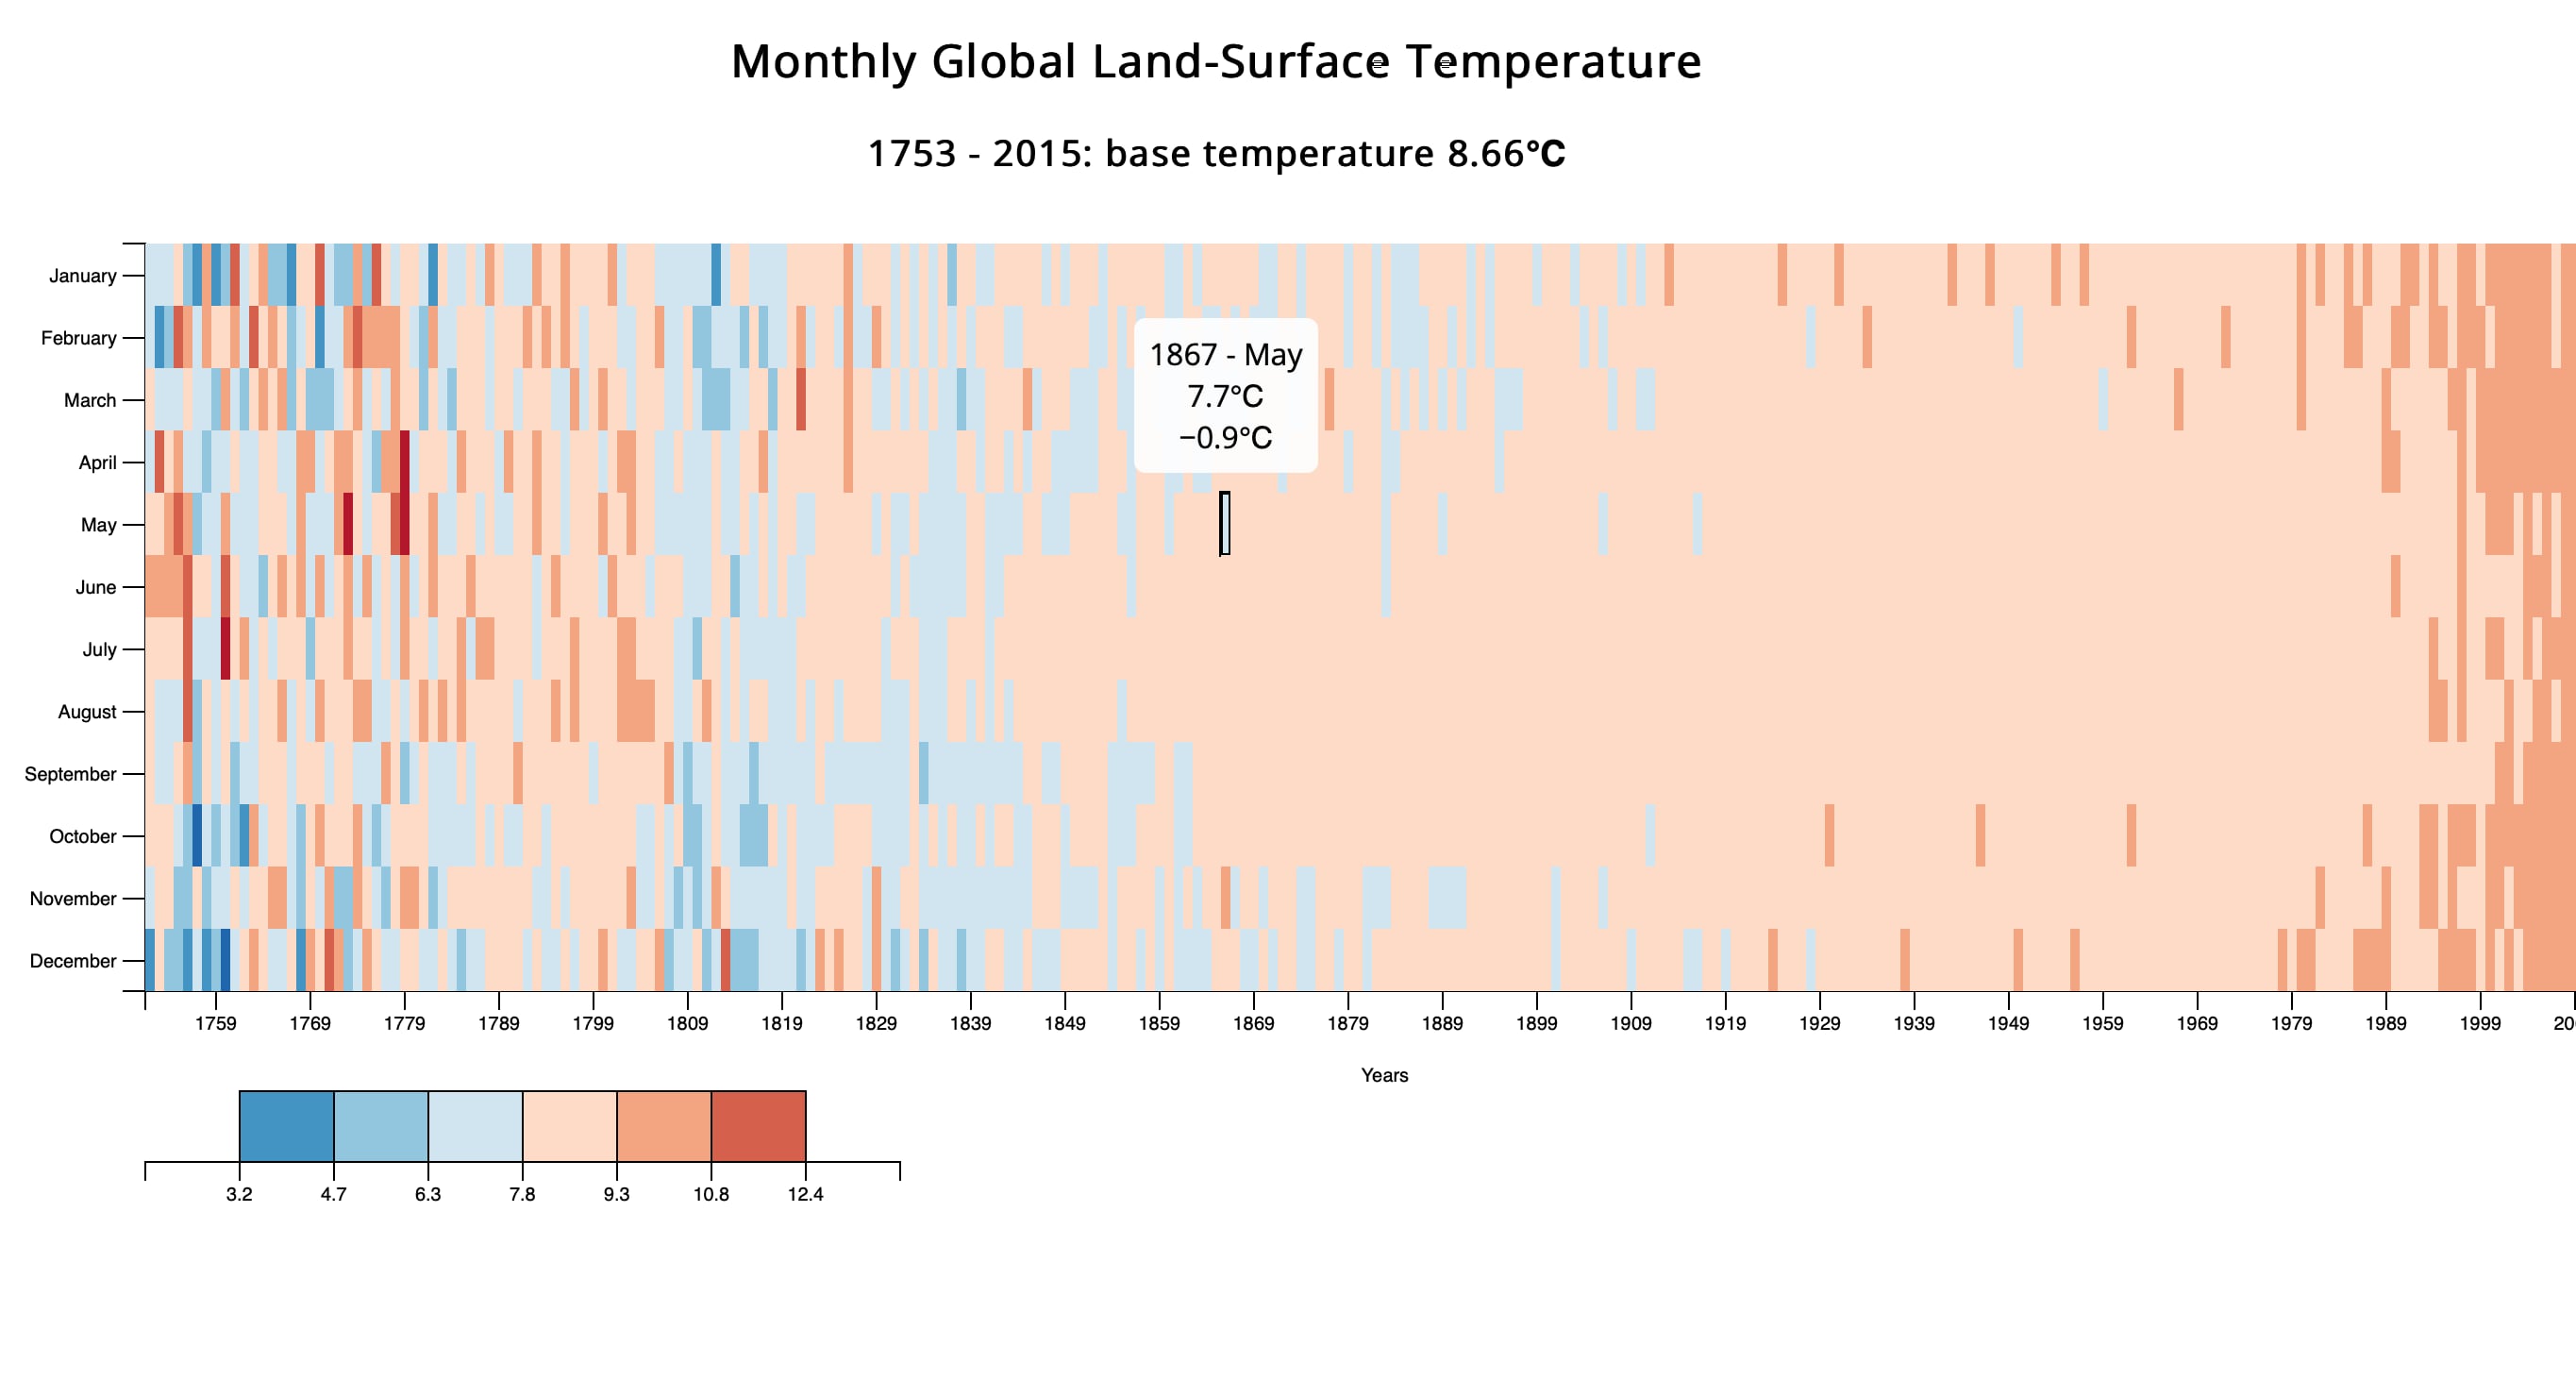 Monthly Global Land-Surface Temperature
1753 - 2015: base temperature 8.66℃
1867 - May
7.7℃
−0.9℃
January
February
March
April
May
June
July
August
September
October
November
December
1759 1769 1779 1789 1799 1809 1819 1829 1839 1849 1859 1869 1879 1889 1899 1909 1919 1929 1939 1949 1959 1969 1979 1989 1999 20
Years
3.2 4.7 6.3 7.8 9.3 10.8 12.4